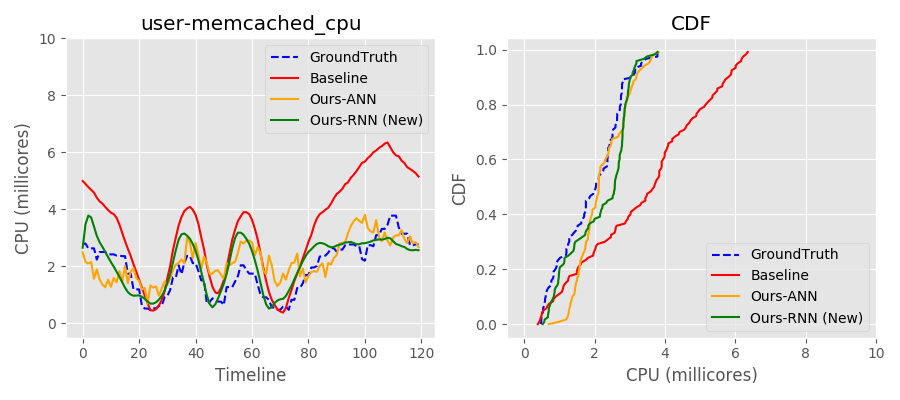 user-memcached_cpu
CPU (millicores)
10
8
6
4
2
0
GroundTruth
Baseline
Ours-ANN
Ours-RNN (New)
0 20 40 60 80 100 120
Timeline
CDF
CDF
1.0
0.8
0.6
0.4
0.2
0.0
GroundTruth
Baseline
Ours-ANN
Ours-RNN (New)
0 2 4 6 8 10
CPU (millicores)